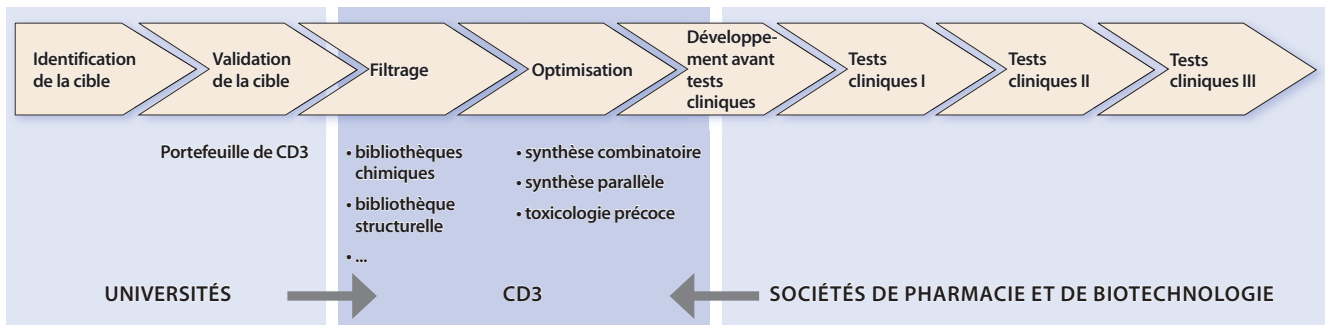 Identification
de la cible
Validation
de la cible
Filtrage
Optimisation
Développe-
ment avant
tests
cliniques
Tests
cliniques I
Tests
cliniques II
Tests
cliniques III
Portefeuille de CD3
• bibliothèques
chimiques
• bibliothèque
structurelle
• ...
• synthèse combinatoire
• synthèse parallèle
• toxicologie précoce
UNIVERSITÉS
CD3
SOCIÉTÉS DE PHARMACIE ET DE BIOTECHNOLOGIE